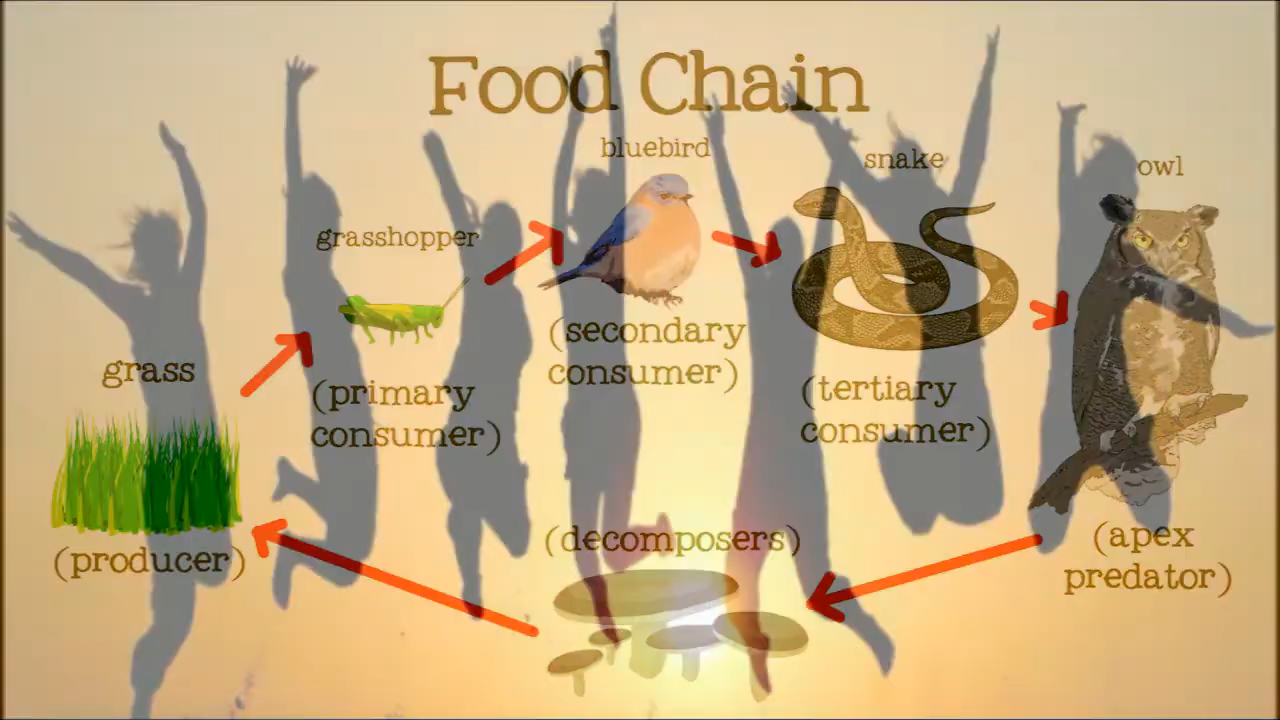 Food Chain
bluebird
snake
owl
grasshopper
(secondary
consumer)
grass
(primary
consumer)
(tertiary
consumer)
(decomposers)
(producer)
(apex
predator)